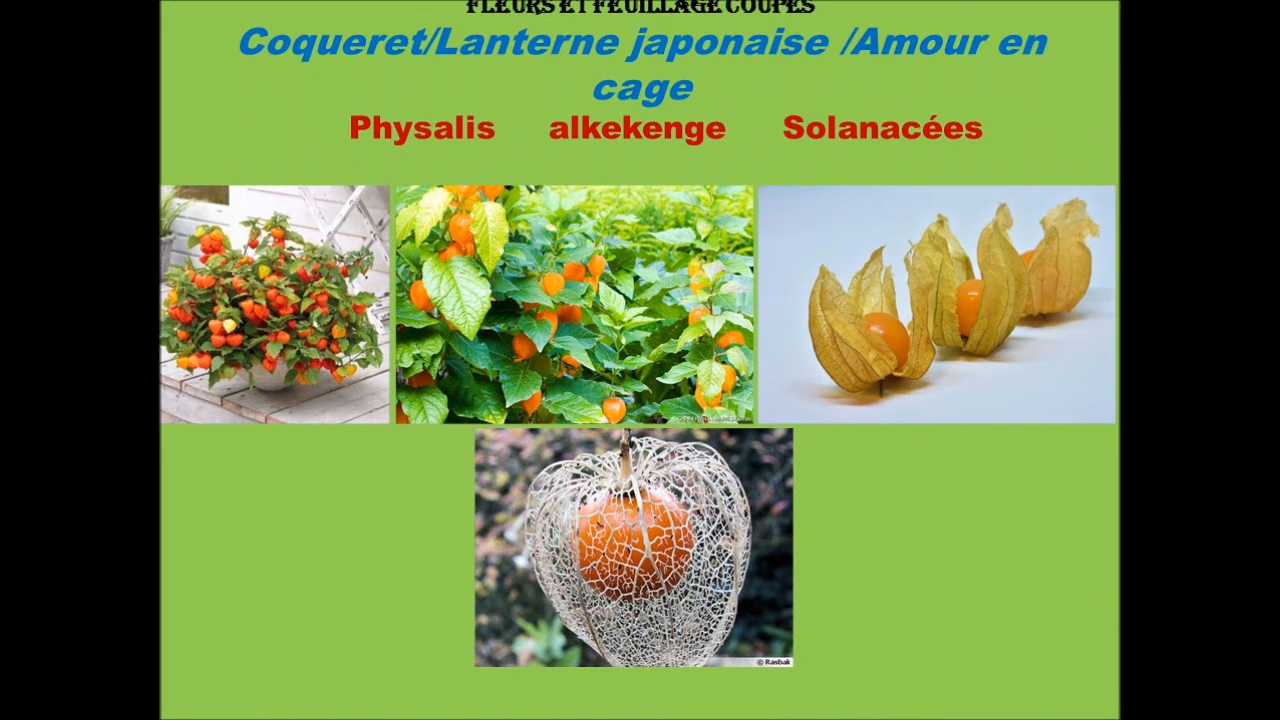 FLEURS ET FEUILLAGE COUPES
Coqueret/Lanterne japonaise /Amour en
cage
Physalis alkekenge Solanacées
© Rasbak